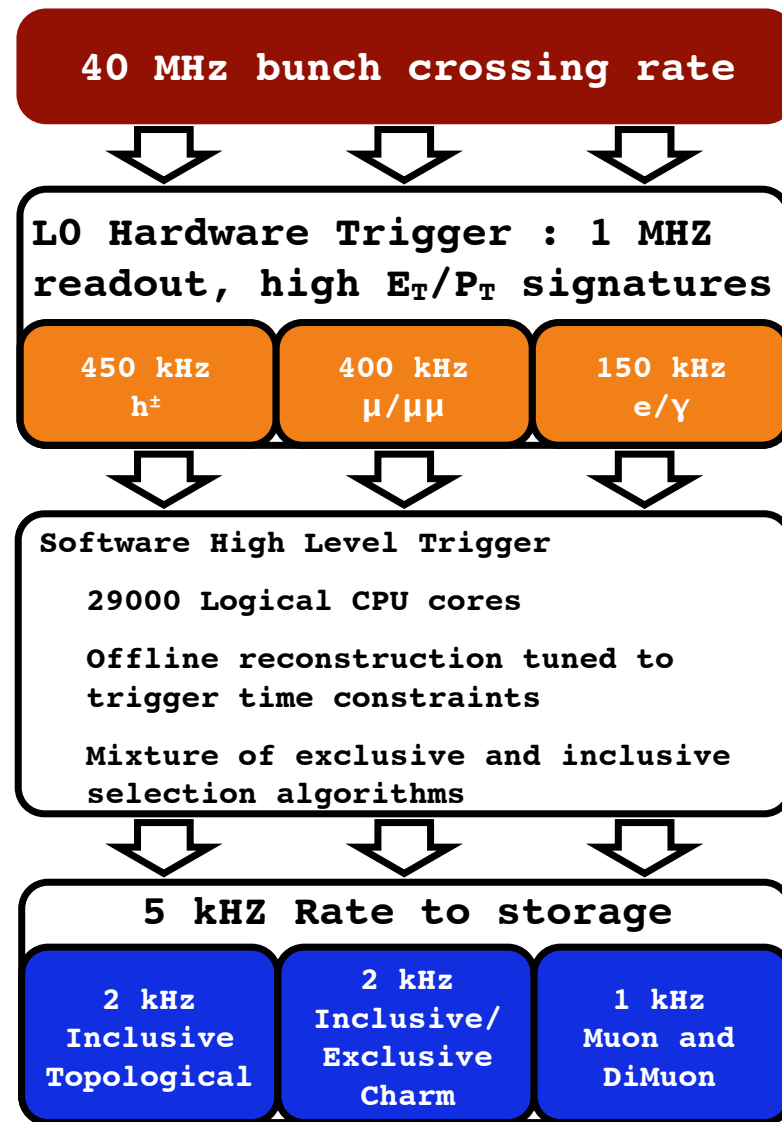 40 MHz bunch crossing rate
L0 Hardware Trigger : 1 MHZ
readout, high E_T/P_T signatures
450 kHz
h±
400 kHz
μ/μμ
150 kHz
e/γ
Software High Level Trigger
29000 Logical CPU cores
Offline reconstruction tuned to
trigger time constraints
Mixture of exclusive and inclusive
selection algorithms
5 kHZ Rate to storage
2 kHz
Inclusive
Topological
2 kHz
Inclusive/
Exclusive
Charm
1 kHz
Muon and
DiMuon